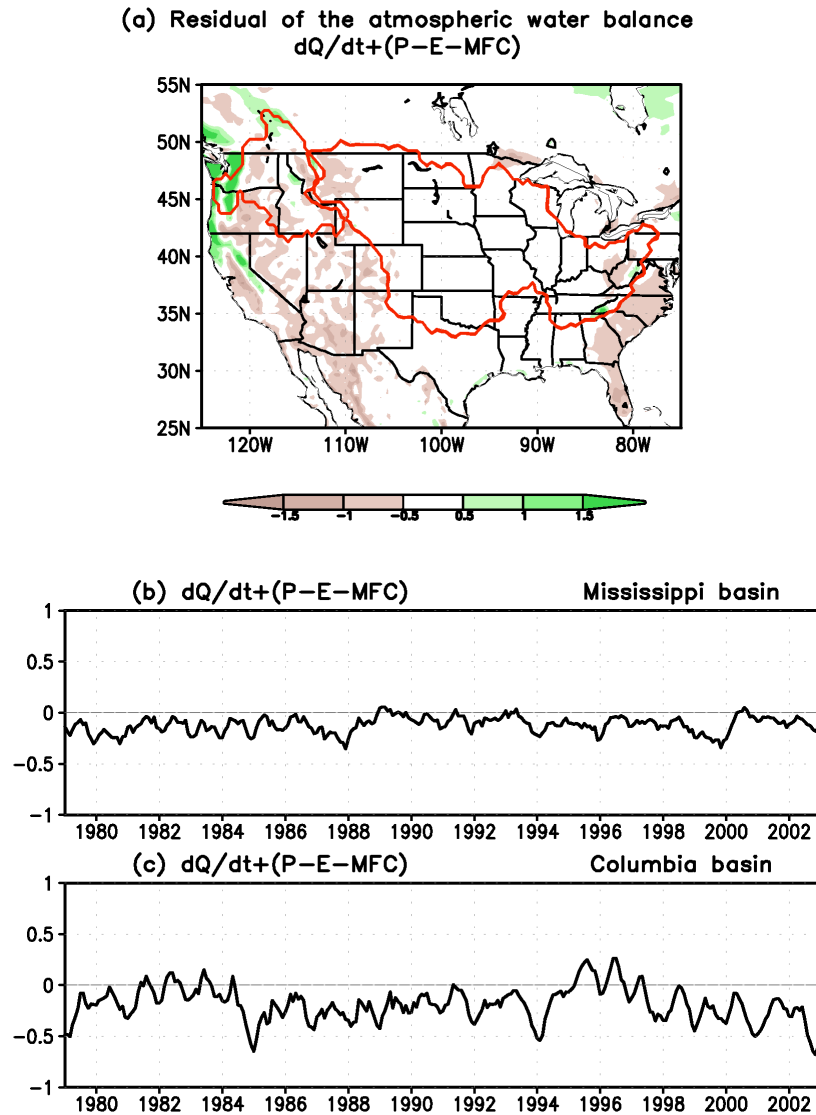 (a) Residual of the atmospheric water balance
dQ/dt+(P−E−MFC)
55N
50N
45N
40N
35N
30N
25N
120W 110W 100W 90W 80W
−1.5 −1 −0.5 0.5 1 1.5
(b) dQ/dt+(P−E−MFC) Mississippi basin
1
0.5
0
−0.5
−1
1980 1982 1984 1986 1988 1990 1992 1994 1996 1998 2000 2002
(c) dQ/dt+(P−E−MFC) Columbia basin
1
0.5
0
−0.5
−1
1980 1982 1984 1986 1988 1990 1992 1994 1996 1998 2000 2002